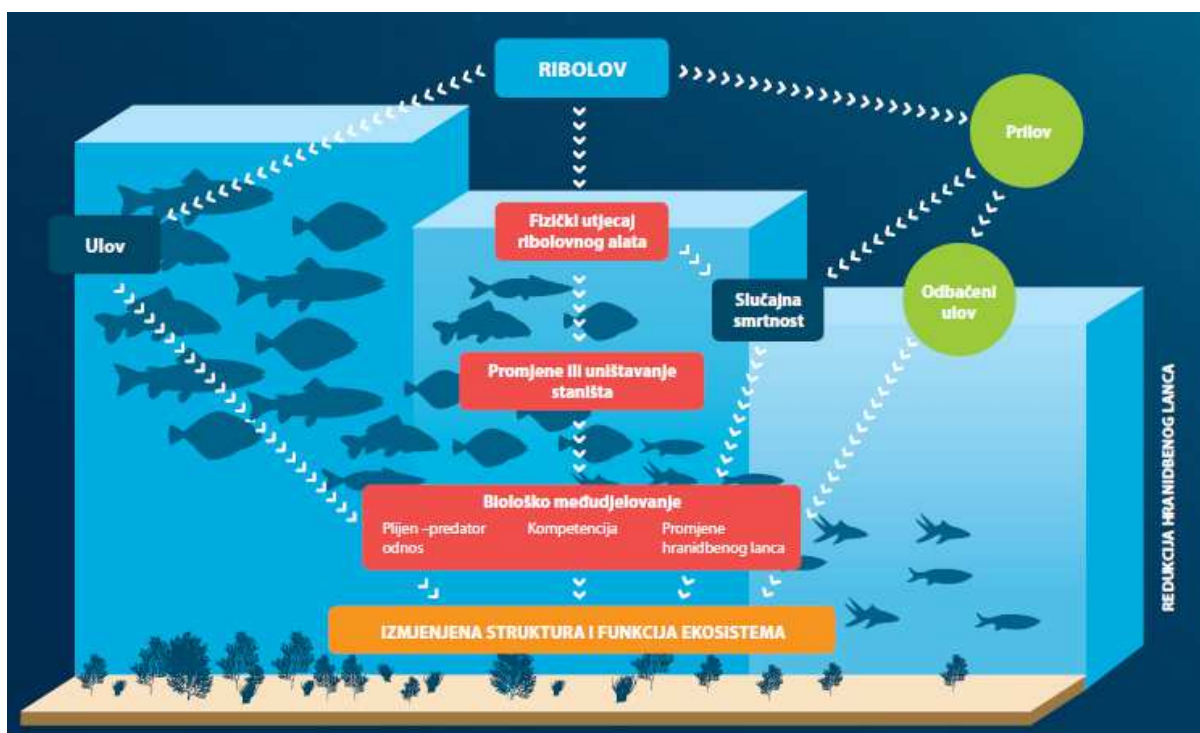 RIBOLOV
Prilov
Ulov
Fizički utjecaj
ribolovnog alata
Slučajna
smrtnost
Odbačeni
ulov
Promjene ili uništavanje
staništa
Biološko međudjelovanje
Plijen –predator
odnos
Kompetencija
Promjene
hranidbenog lanca
IZMJENJENA STRUKTURA I FUNKCIJA EKOSISTEMA
REDUKCIJA HRANIDBENOG LANCA